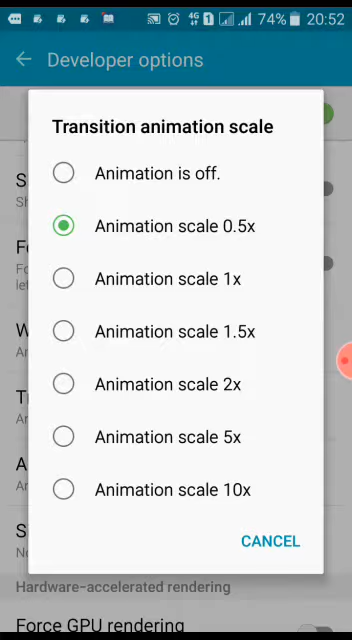 4G 1 74% 20:52
Developer options
Transition animation scale
Animation is off.
Animation scale 0.5x
Animation scale 1x
Animation scale 1.5x
Animation scale 2x
Animation scale 5x
Animation scale 10x
CANCEL
Hardware-accelerated rendering
Force GPU rendering